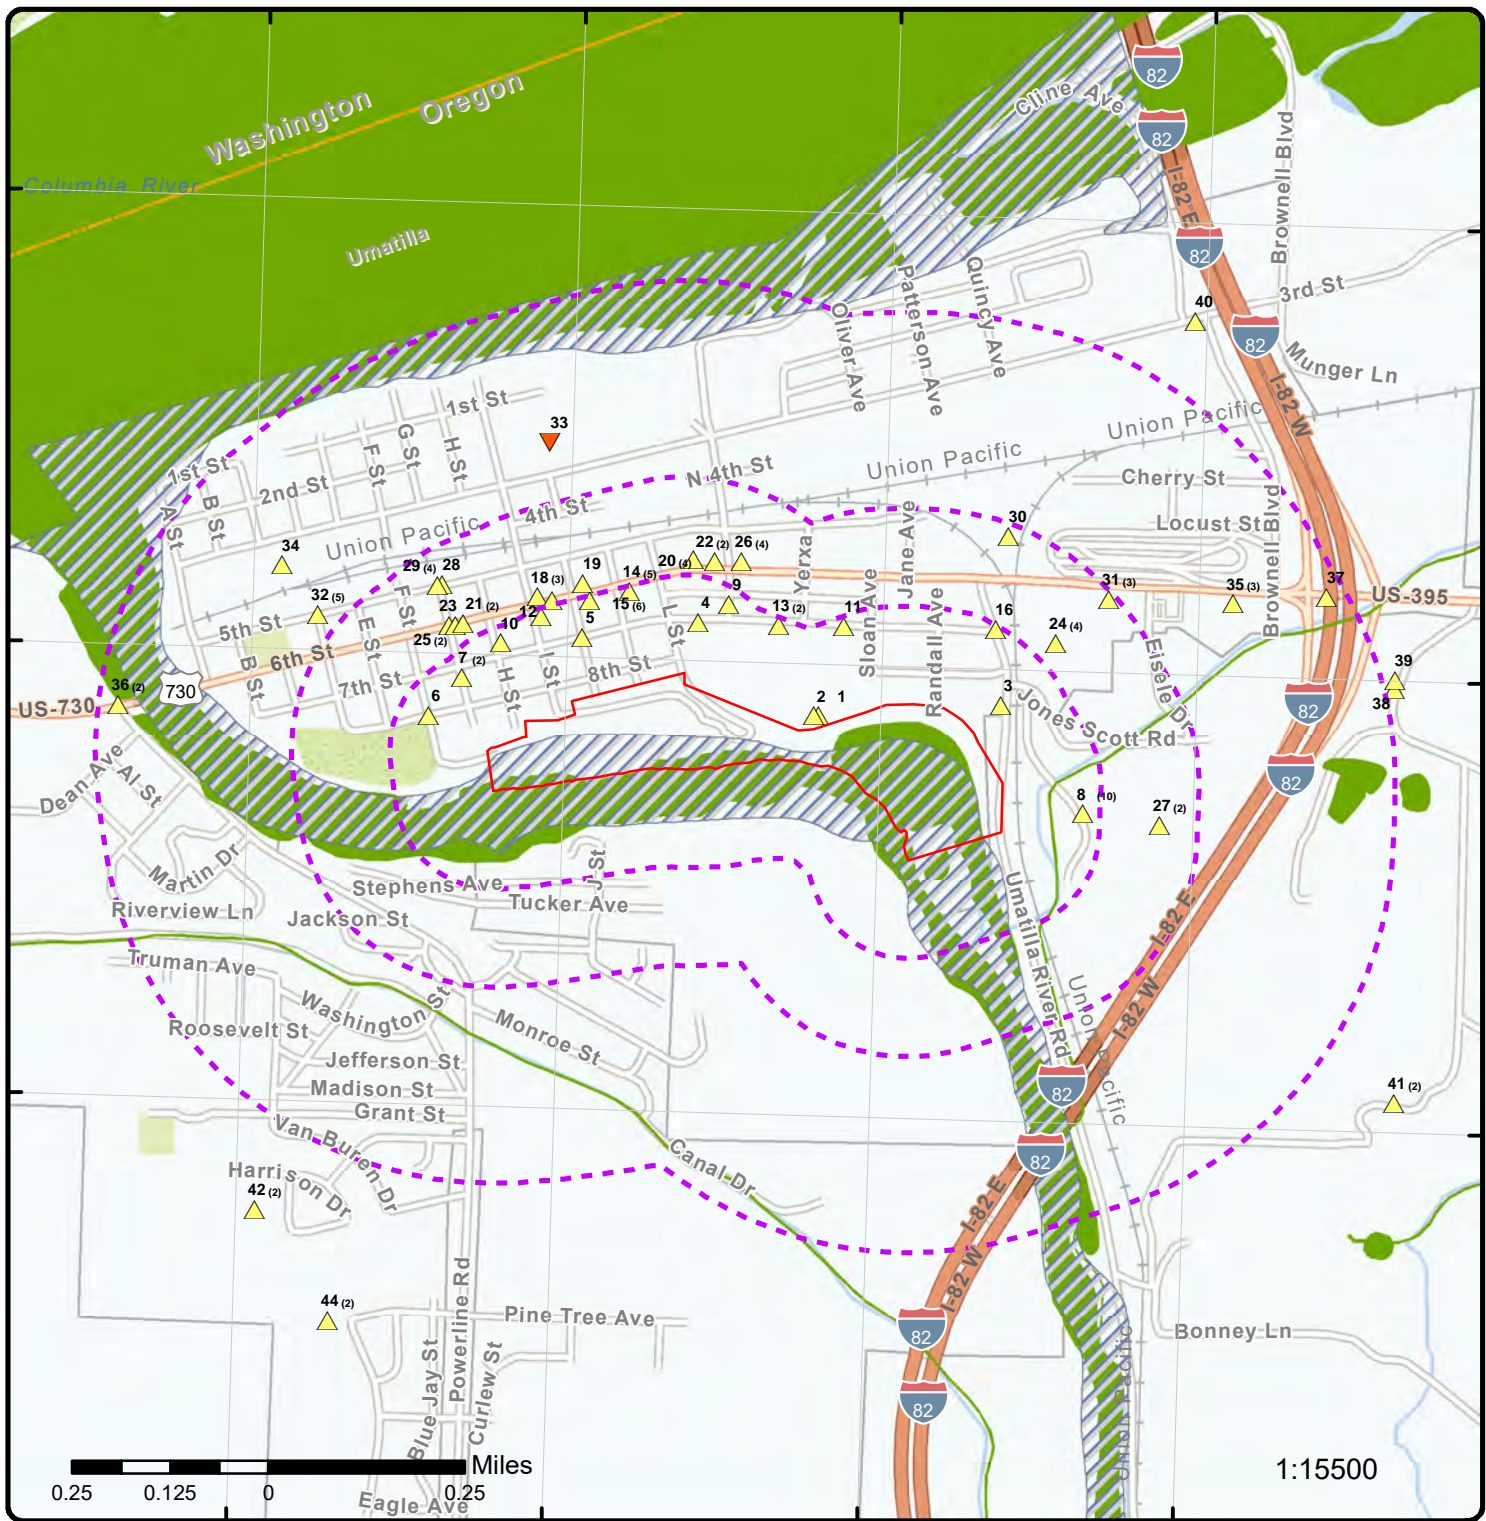 82
Cline Ave
82
Washington
Oregon
Brownell Blvd
Columbia River
I-82 E
Umatilla
82
Quincy Ave
Patterson Ave
3rd St
40
Oliver Ave
82
Munger Ln
1st St
I-82 W
33
G St
H St
F St
Union Pacific
1st St
2nd St
N 4th St
Union Pacific
Cherry St
B St
A St
4th St
Union Pacific
Jane Ave
30
Locust St
Brownell Blvd
34
22 (2)
26 (4)
Yerxa
29 (4)
28
19
20 (4)
14 (5)
18 (3)
31 (3)
35 (3)
37
US-395
32 (5)
F St
23
21 (2)
12
15 (6)
9
4
13 (2)
11
Sloan Ave
Randall Ave
16
24 (4)
5th St
E St
25 (2)
10
5
L St
Eisele Dr
6th St
7 (2)
I St
8th St
39
B St
7th St
H St
36 (2)
730
US-730
6
2
1
3
Jones Scott Rd
38
82
Dean Ave
Al St
82
8 (10)
27 (2)
Martin Dr
J St
Stephens Ave
Tucker Ave
Riverview Ln
Jackson St
Umatilla River Rd
I-82 E
Truman Ave
Union Pacific
I-82 W
Washington St
Roosevelt St
Monroe St
Jefferson St
Madison St
82
41 (2)
Grant St
Van Buren Dr
Canal Dr
82
Harrison Dr
42 (2)
I-82 E
I-82 W
Powerline Rd
44 (2)
Pine Tree Ave
82
Bonney Ln
Blue Jay St
Curlew St
Union Pacific
82
Miles
1:15500
0.25
0.125
0
0.25
Eagle Ave